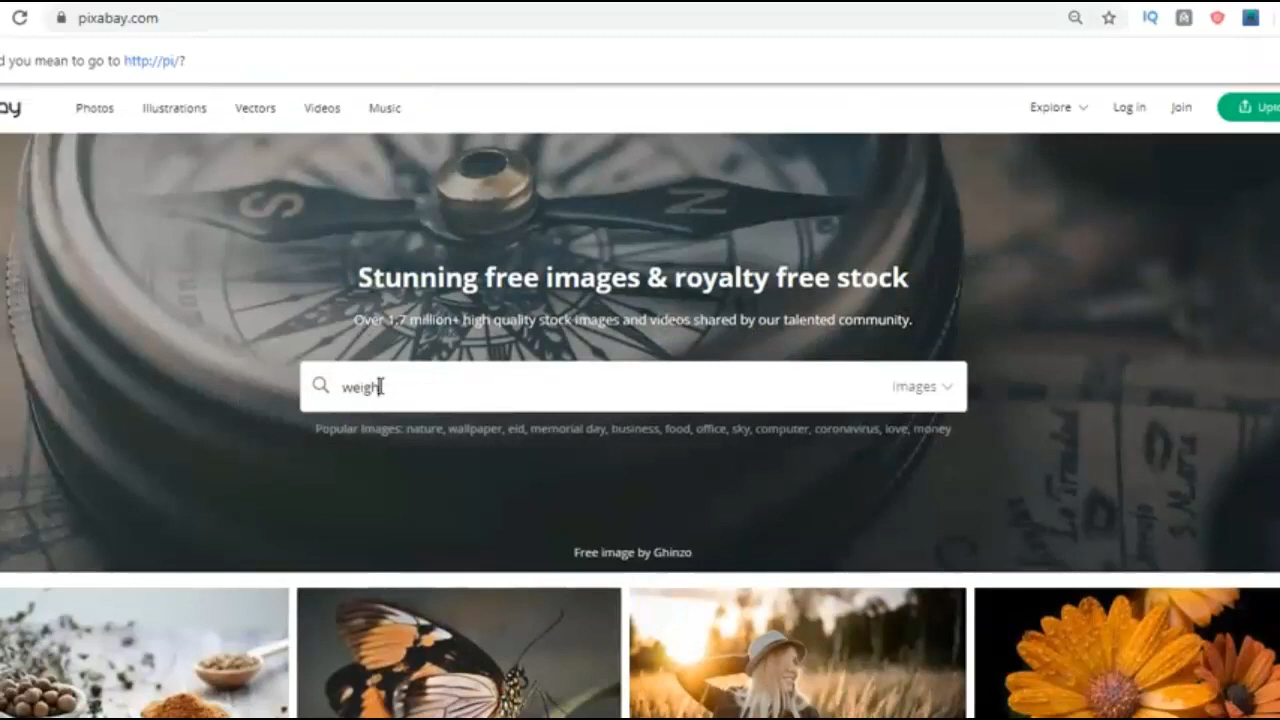 pixabay.com
IQ
d you mean to go to http://pi/?
ay
Photos Illustrations Vectors Videos Music
Explore Log in Join Uplo
S N
Stunning free images & royalty free stock
Over 1.7 million+ high quality stock images and videos shared by our talented community.
weigh
Images
Popular Images: nature, wallpaper, eid, memorial day, business, food, office, sky, computer, coronavirus, love, money
Free image by Ghinzo